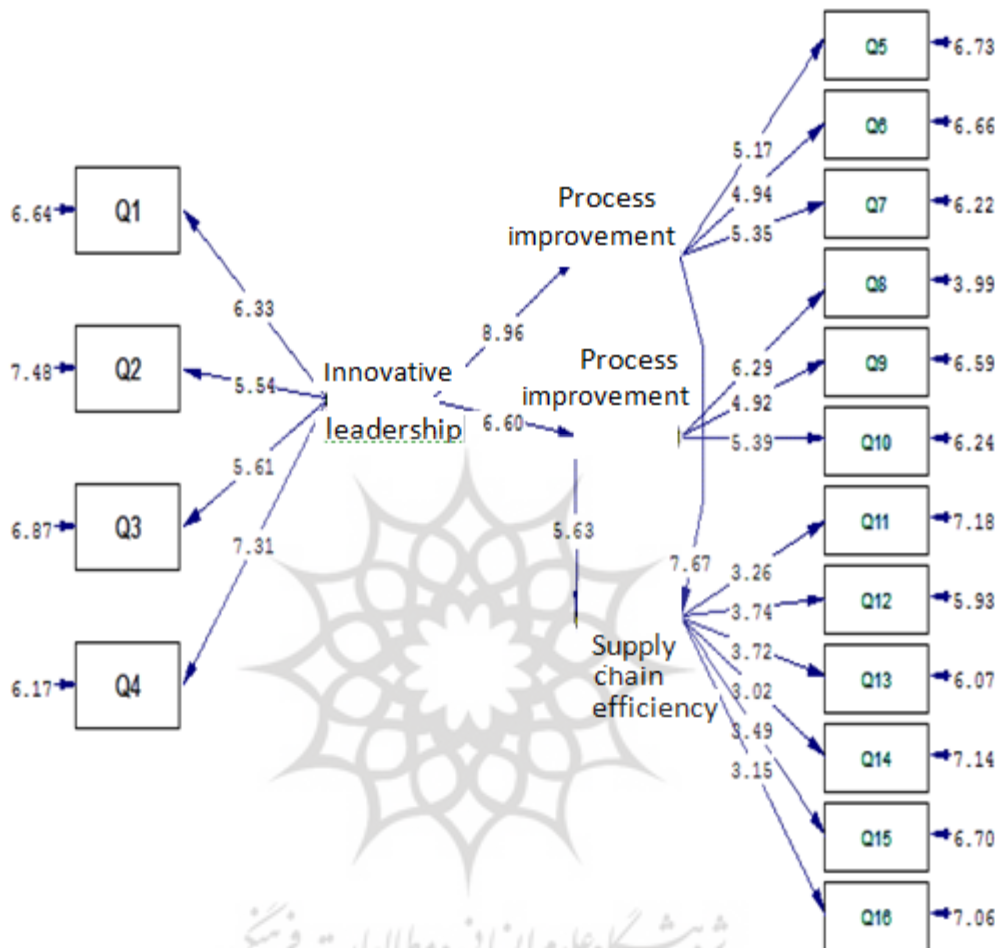 Q5
6.73
Q6
6.66
5.17
4.94
Q7
6.22
5.35
Process
improvement
Q1
6.64
6.33
Q8
3.99
8.96
Process
improvement
6.29
Q9
6.59
4.92
Q2
7.48
5.54
Innovative
leadership
6.60
Q10
6.24
5.39
5.61
Q3
6.87
7.31
5.63
7.67
Q11
7.18
3.26
Q12
5.93
3.74
3.72
Supply
chain
efficiency
Q13
6.07
3.02
Q4
6.17
3.49
Q14
7.14
3.15
Q15
6.70
Q16
7.06